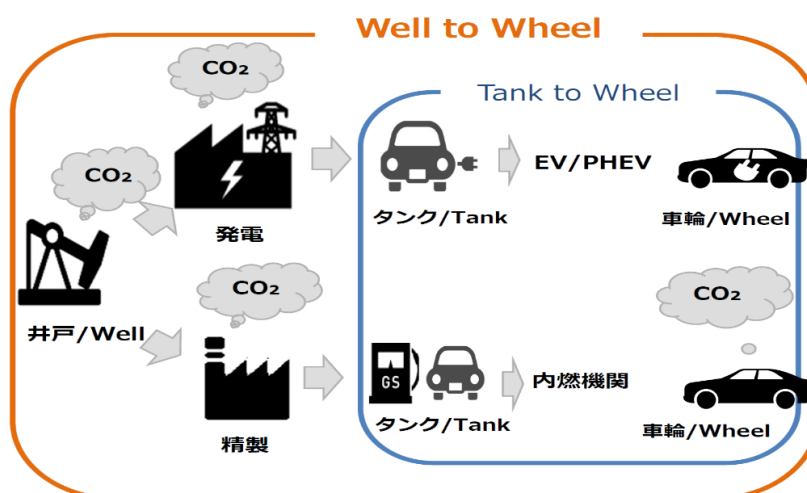 Well to Wheel
CO₂
Tank to Wheel
CO₂
発電
タンク/Tank
EV/PHEV
車輪/Wheel
井戸/Well
CO₂
精製
GS
タンク/Tank
内燃機関
CO₂
車輪/Wheel